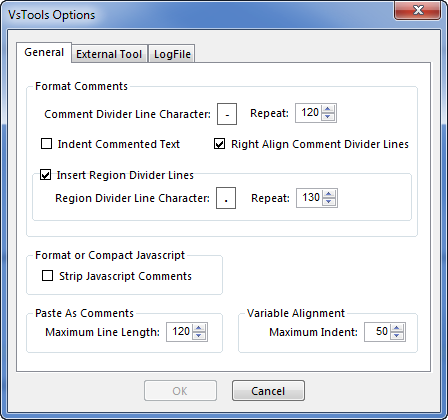 VsTools Options
General External Tool LogFile
Format Comments
Comment Divider Line Character: - Repeat: 120
Indent Commented Text Right Align Comment Divider Lines
Insert Region Divider Lines
Region Divider Line Character: . Repeat: 130
Format or Compact Javascript
Strip Javascript Comments
Paste As Comments Variable Alignment
Maximum Line Length: 120 Maximum Indent: 50
OK Cancel